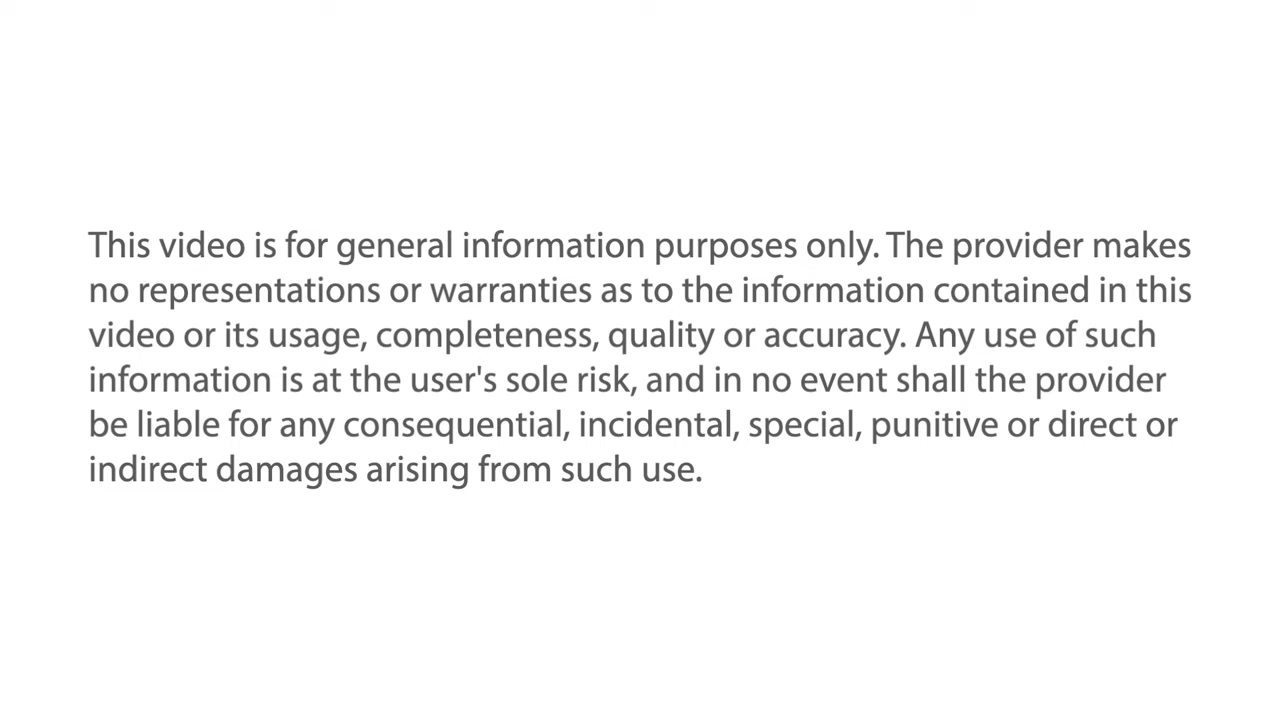 This video is for general information purposes only. The provider makes
no representations or warranties as to the information contained in this
video or its usage, completeness, quality or accuracy. Any use of such
information is at the user's sole risk, and in no event shall the provider
be liable for any consequential, incidental, special, punitive or direct or
indirect damages arising from such use.